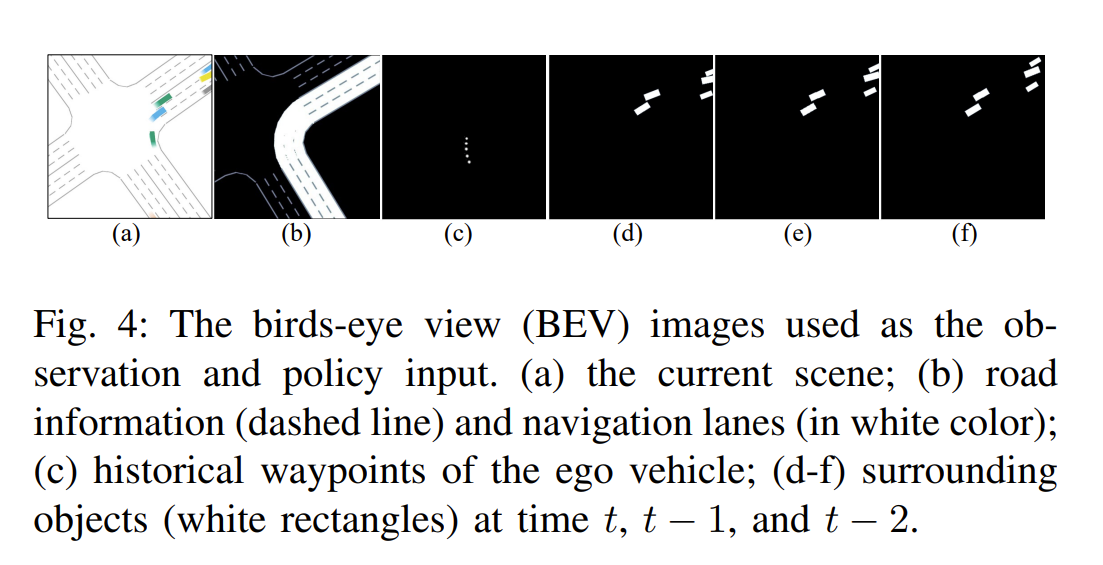 (a) (b) (c) (d) (e) (f)
Fig. 4: The birds-eye view (BEV) images used as the ob-
servation and policy input. (a) the current scene; (b) road
information (dashed line) and navigation lanes (in white color);
(c) historical waypoints of the ego vehicle; (d-f) surrounding
objects (white rectangles) at time t, t − 1, and t − 2.